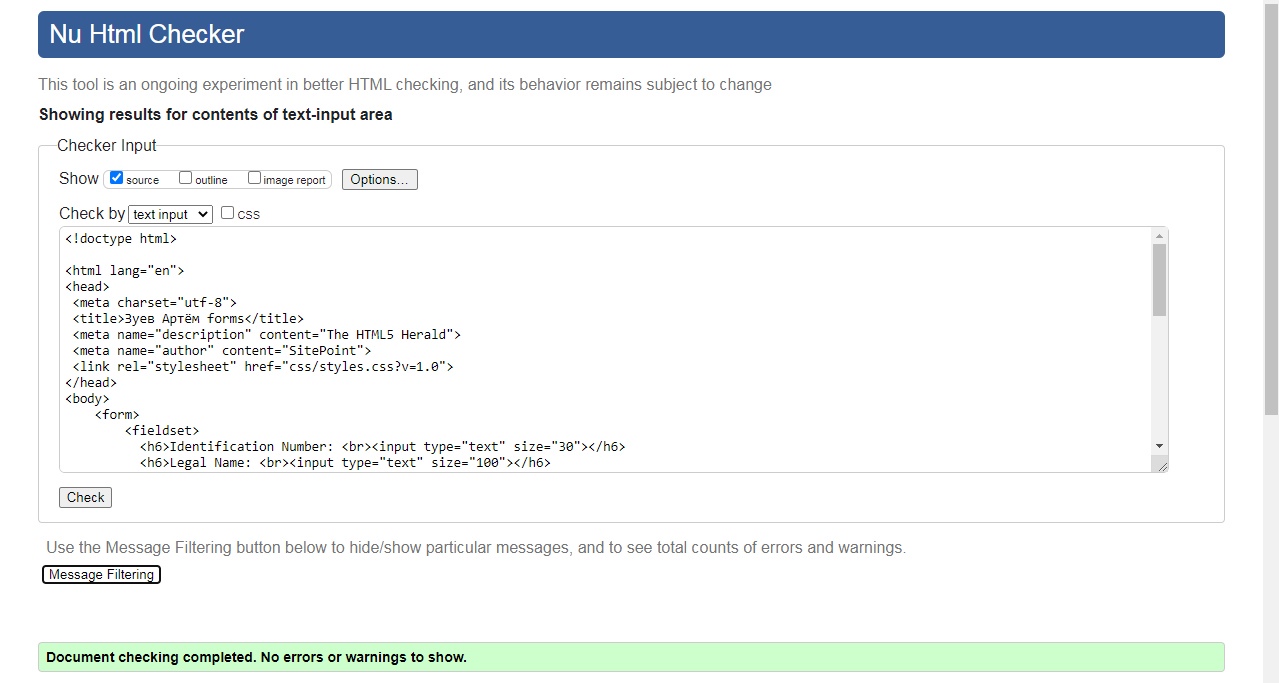 Nu Html Checker
This tool is an ongoing experiment in better HTML checking, and its behavior remains subject to change
Showing results for contents of text-input area
Checker Input
Show source outline image report Options...
Check by text input css
<!doctype html>
<html lang="en">
<head>
<meta charset="utf-8">
<title>Зуев Артём forms</title>
<meta name="description" content="The HTML5 Herald">
<meta name="author" content="SitePoint">
<link rel="stylesheet" href="css/styles.css?v=1.0">
</head>
<body>
<form>
<fieldset>
<h6>Identification Number: <br><input type="text" size="30"></h6>
<h6>Legal Name: <br><input type="text" size="100"></h6>
Check
Use the Message Filtering button below to hide/show particular messages, and to see total counts of errors and warnings.
Message Filtering
Document checking completed. No errors or warnings to show.